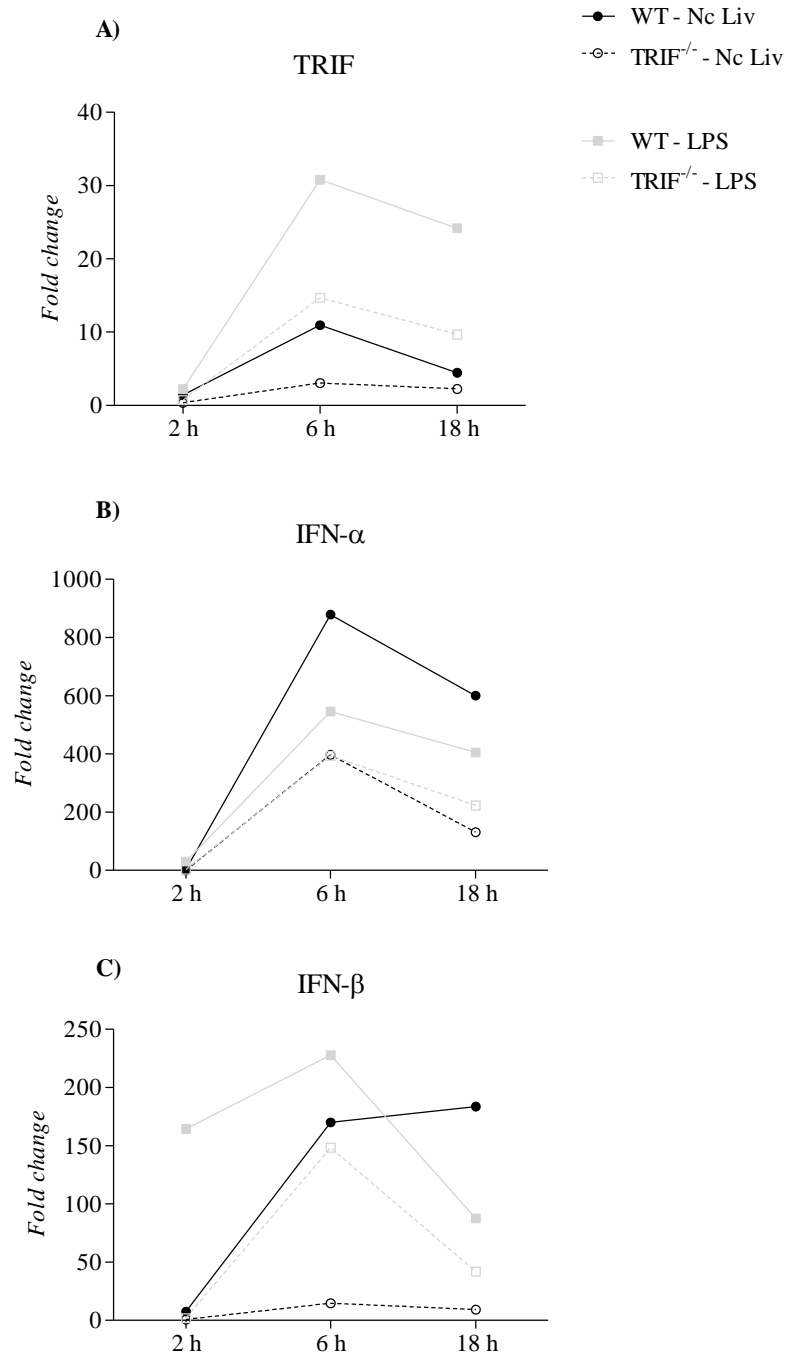 WT - Nc Liv
TRIF-/- - Nc Liv
WT - LPS
TRIF-/- - LPS
A)
TRIF
40
30
20
10
0
Fold change
2 h 6 h 18 h
B)
IFN-α
1000
800
600
400
200
0
Fold change
2 h 6 h 18 h
C)
IFN-β
250
200
150
100
50
0
Fold change
2 h 6 h 18 h